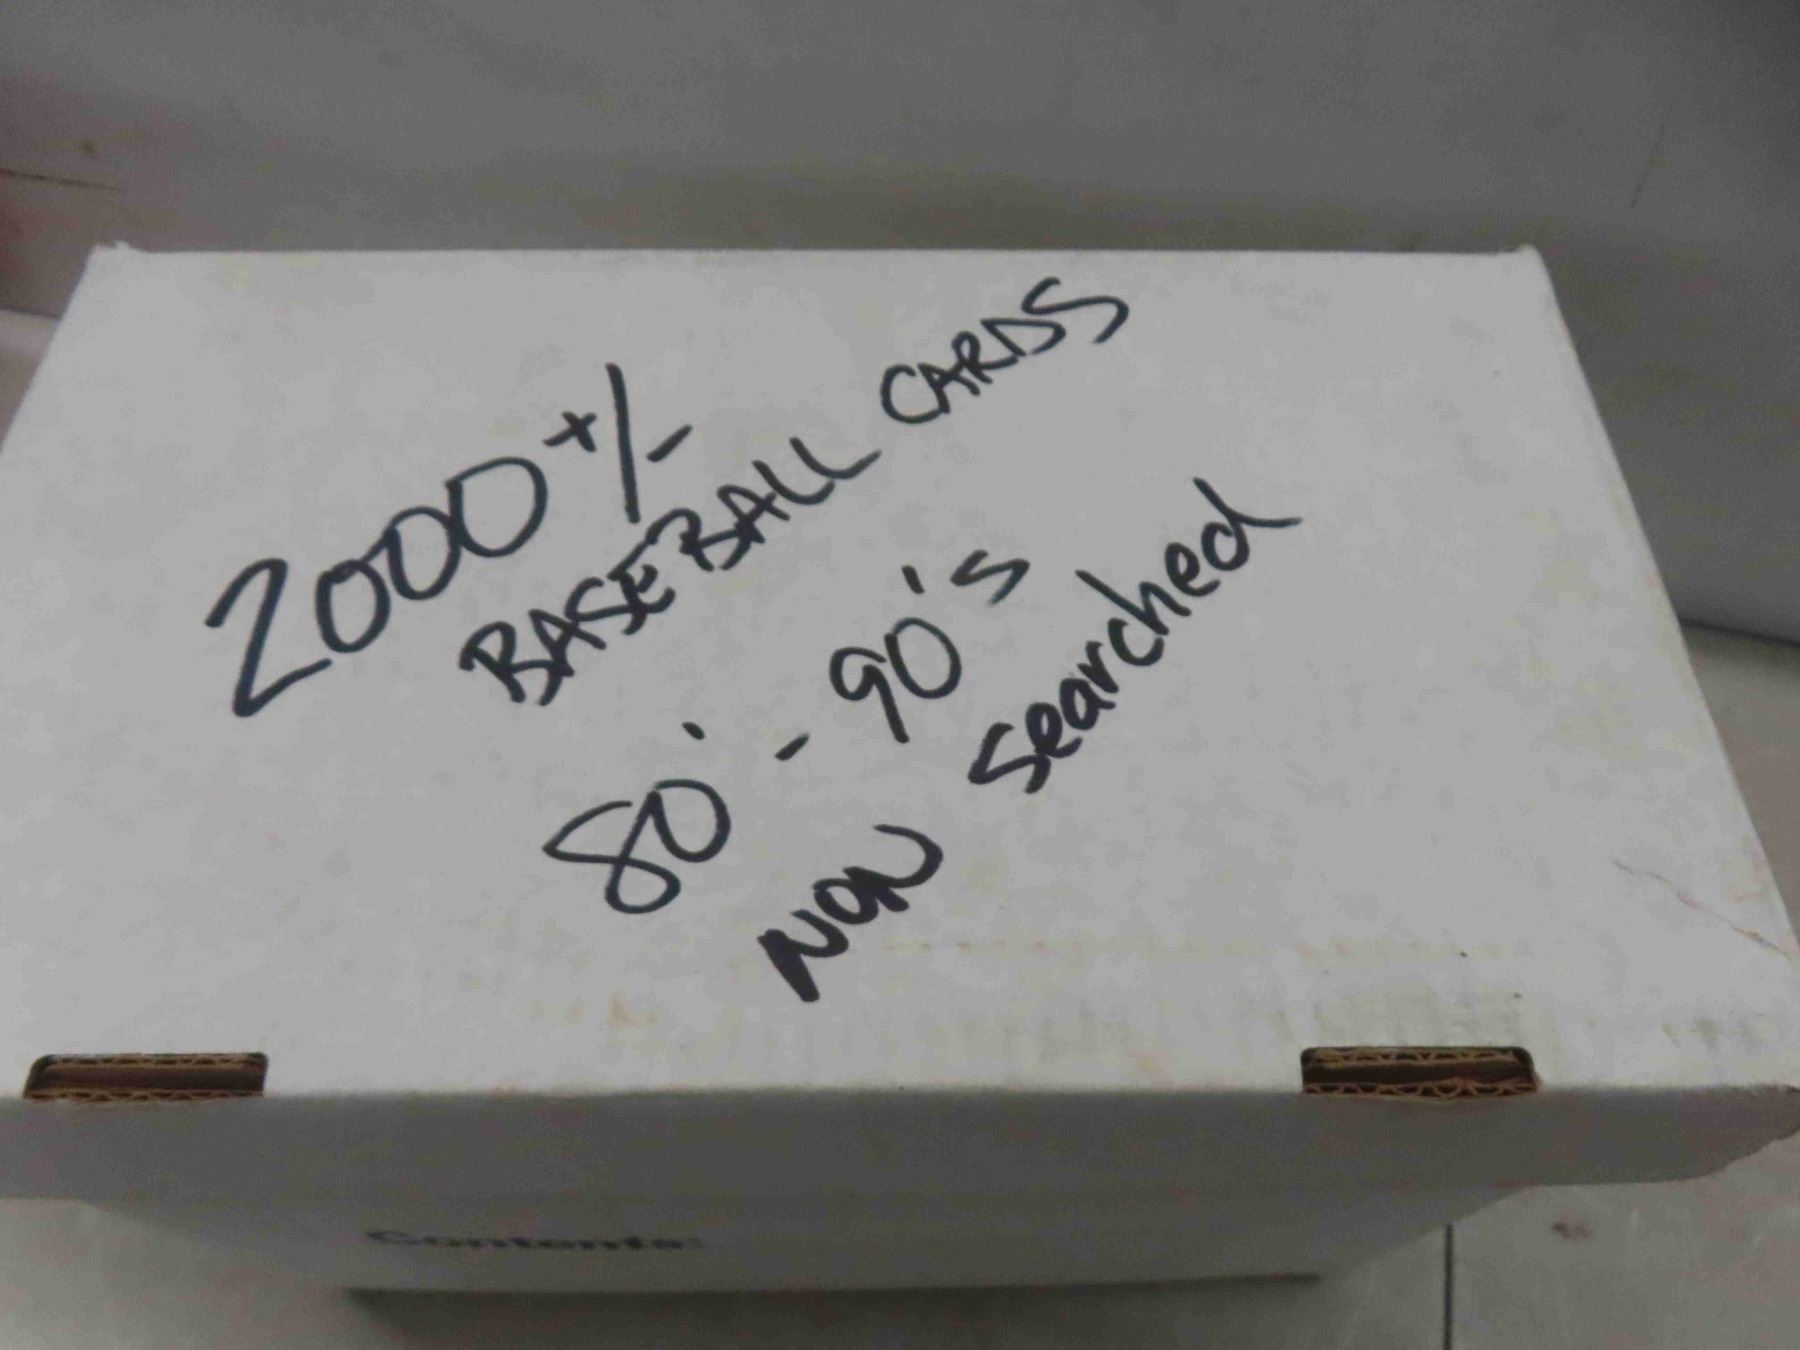 2000 +/-
BASEBALL CARDS
80' - 90's
NON searched
Contents: